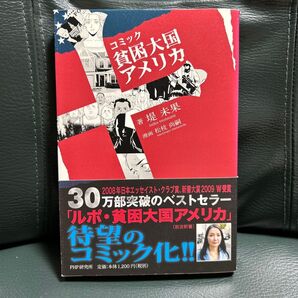 コミック
貧困大国
アメリカ
著 堤 未果
漫画 松枝 尚嗣
2008年日本エッセイスト・クラブ賞、新書大賞2009 W受賞
30万部突破のベストセラー
「ルポ・貧困大国アメリカ」
(岩波新書)
待望の
コミック化!!
PHP研究所 定価:本体1,200円(税別)